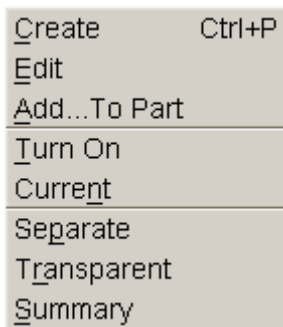 Create Ctrl+P
Edit
Add...To Part
Turn On
Current
Separate
Transparent
Summary